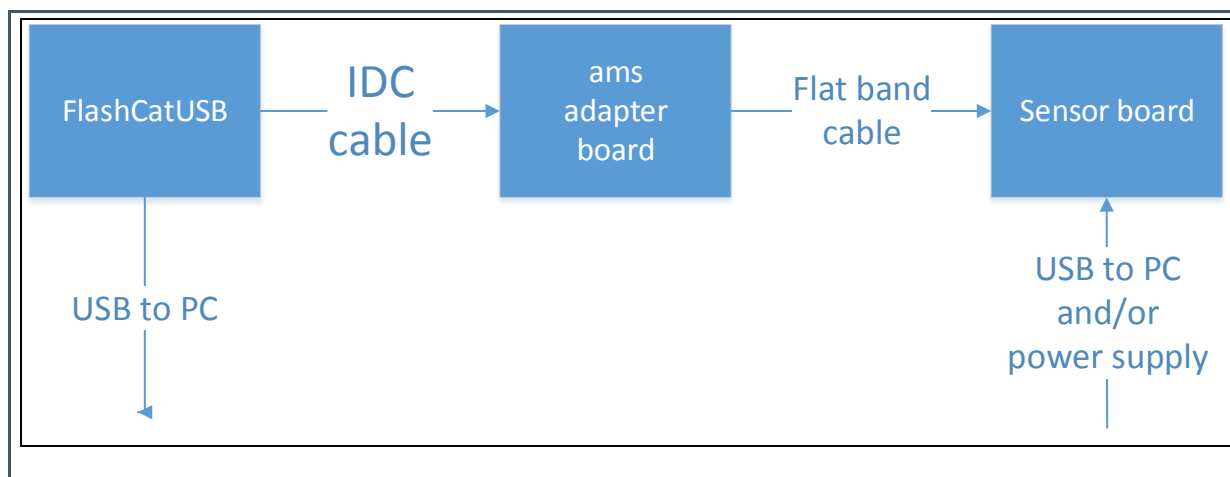 FlashCatUSB
IDC
cable
ams
adapter
board
Flat band
cable
Sensor board
USB to PC
USB to PC
and/or
power supply